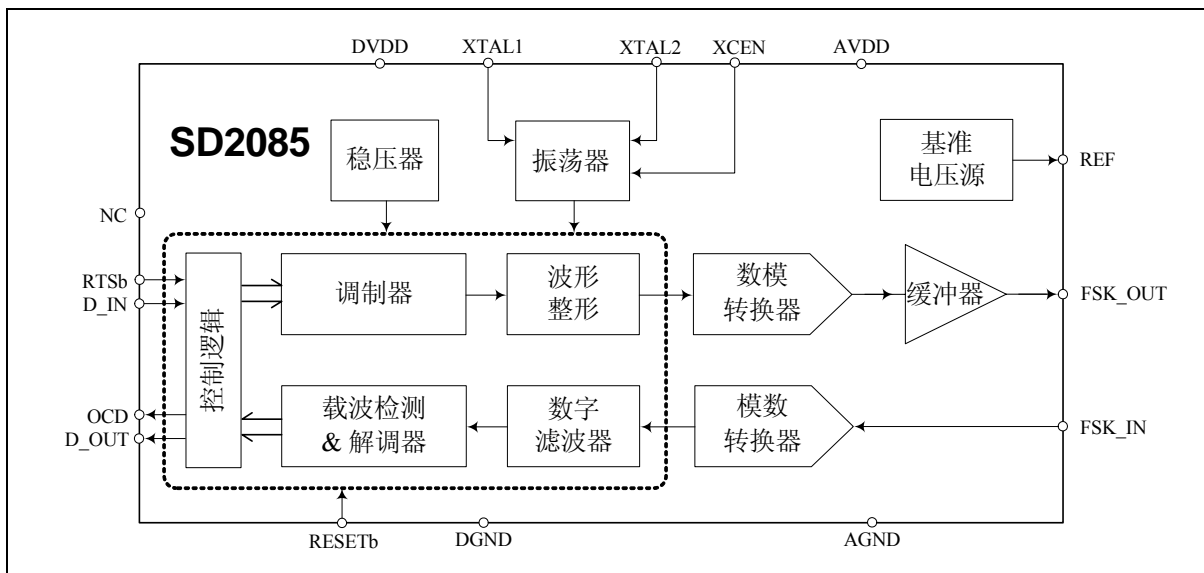 DVDD
XTAL1
XTAL2
XCEN
AVDD
SD2085
稳压器
振荡器
基准
电压源
REF
NC
RTSb
D_IN
调制器
波形
整形
数模
转换器
缓冲器
FSK_OUT
控制逻辑
OCD
D_OUT
载波检测
& 解调器
数字
滤波器
模数
转换器
FSK_IN
RESETb
DGND
AGND